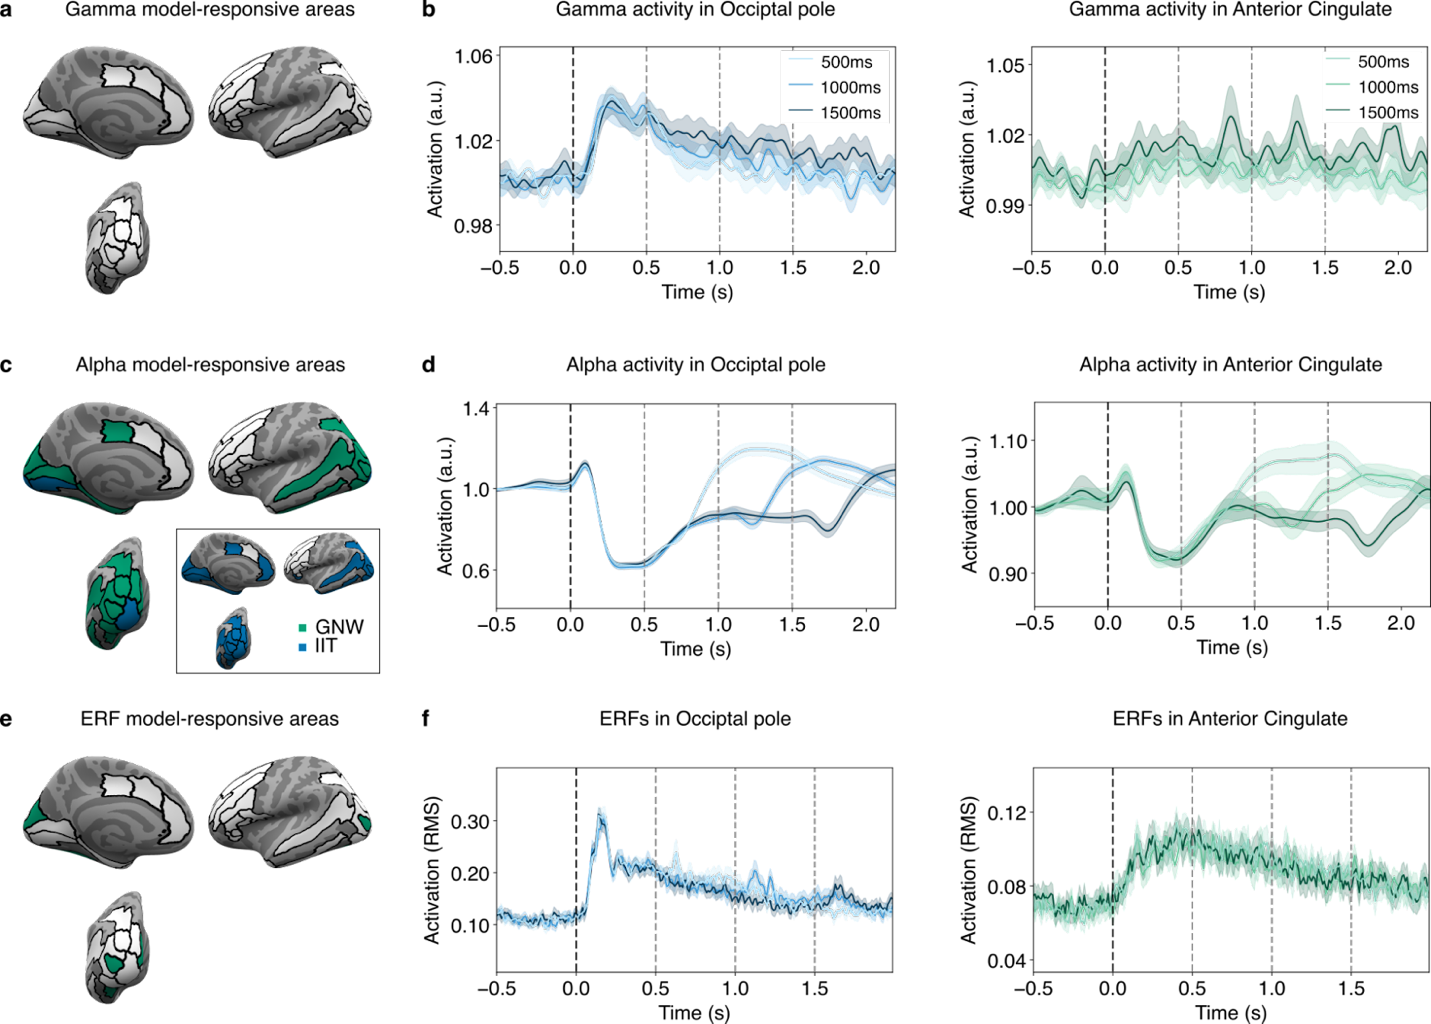 a Gamma model-responsive areas
b Gamma activity in Occiptal pole
Gamma activity in Anterior Cingulate
1.06
1.02
0.98
Activation (a.u.)
500ms
1000ms
1500ms
−0.5 0.0 0.5 1.0 1.5 2.0
Time (s)
1.05
1.02
0.99
Activation (a.u.)
500ms
1000ms
1500ms
−0.5 0.0 0.5 1.0 1.5 2.0
Time (s)
c Alpha model-responsive areas
GNW
IIT
d Alpha activity in Occiptal pole
Alpha activity in Anterior Cingulate
1.4
1.0
0.6
Activation (a.u.)
−0.5 0.0 0.5 1.0 1.5 2.0
Time (s)
1.10
1.00
0.90
Activation (a.u.)
−0.5 0.0 0.5 1.0 1.5 2.0
Time (s)
e ERF model-responsive areas
f ERFs in Occiptal pole
ERFs in Anterior Cingulate
0.30
0.20
0.10
Activation (RMS)
−0.5 0.0 0.5 1.0 1.5
Time (s)
0.12
0.08
0.04
Activation (RMS)
−0.5 0.0 0.5 1.0 1.5
Time (s)